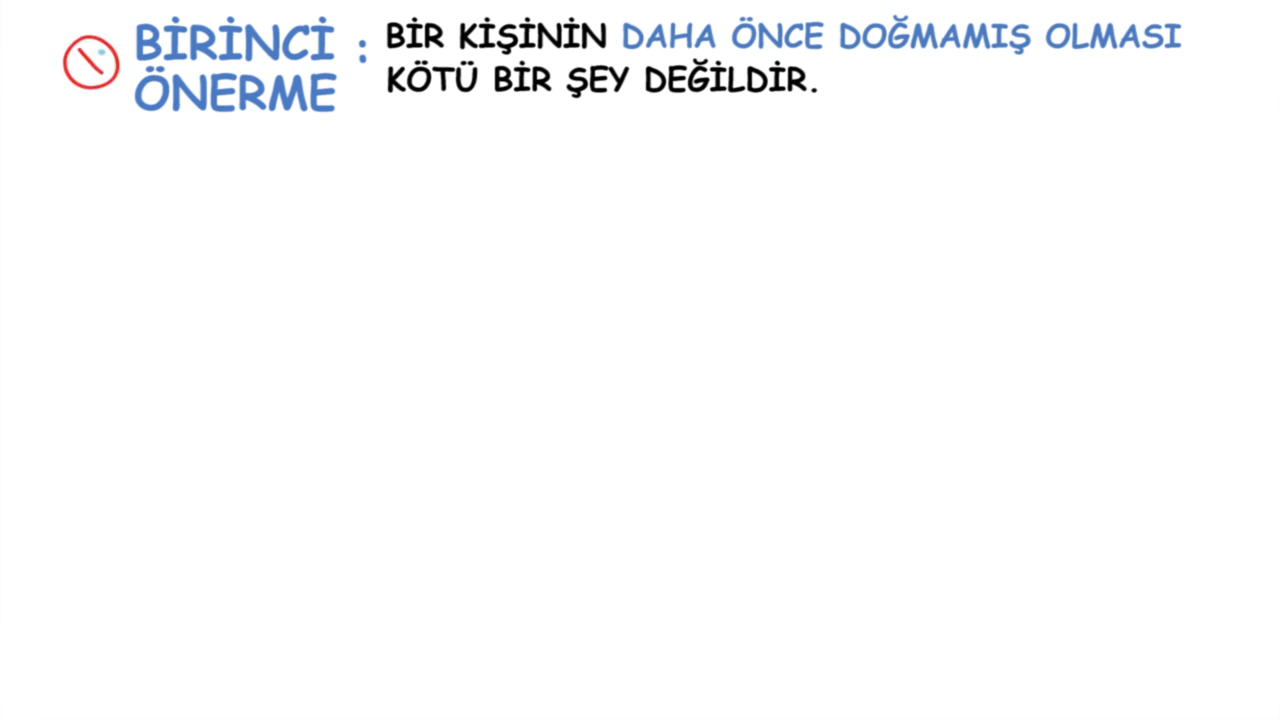 BİRİNCİ
ÖNERME :
BİR KİŞİNİN DAHA ÖNCE DOĞMAMIŞ OLMASI
KÖTÜ BİR ŞEY DEĞİLDİR.